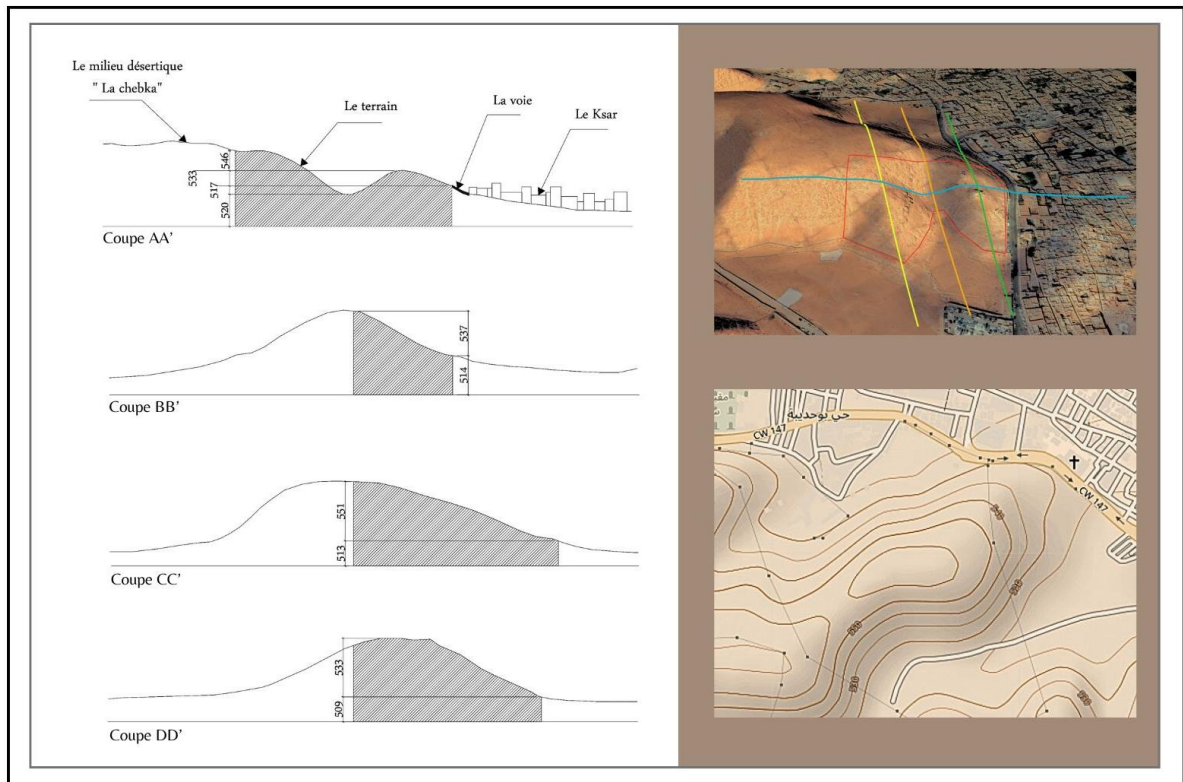 Le milieu désertique
" La chebka"
Le terrain
La voie
Le Ksar
546
533
517
520
Coupe AA'
537
514
Coupe BB'
551
513
Coupe CC'
533
509
Coupe DD'
حي بوحديبة
CW 147
CW 147